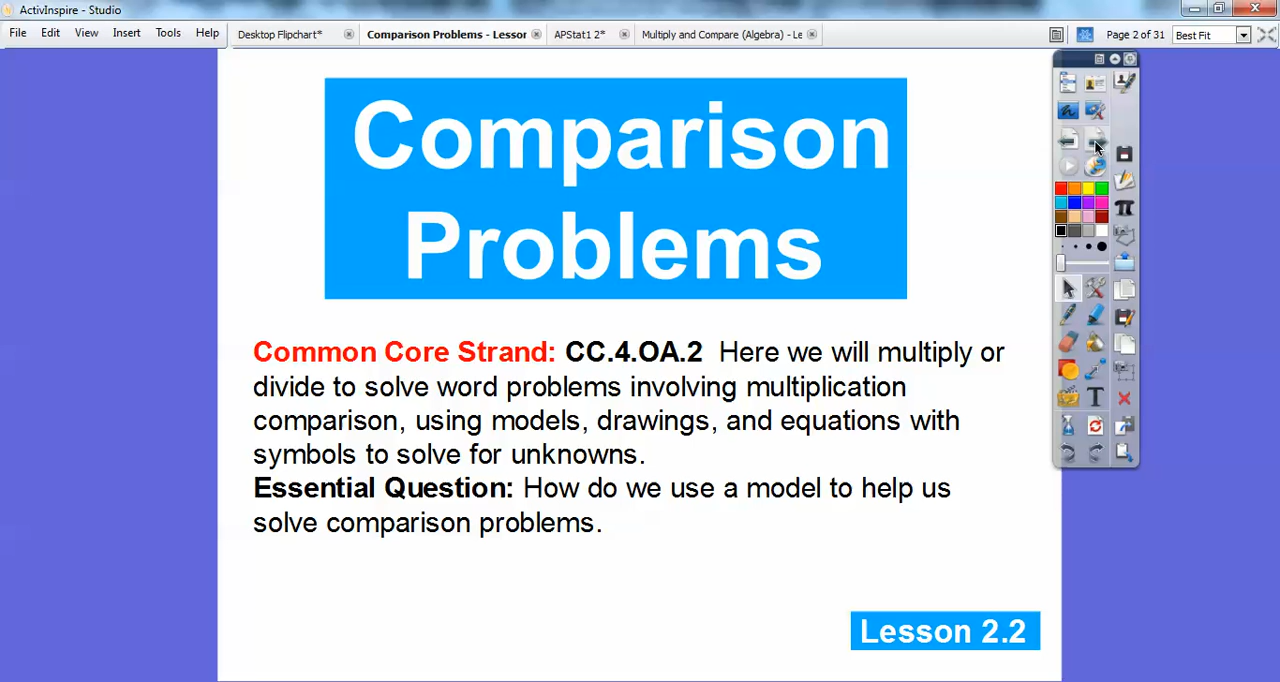 ActivInspire - Studio
File Edit View Insert Tools Help Desktop Flipchart* Comparison Problems - Lesson APStat1 2* Multiply and Compare (Algebra) - Le Page 2 of 31 Best Fit
Comparison
Problems
Common Core Strand: CC.4.OA.2 Here we will multiply or
divide to solve word problems involving multiplication
comparison, using models, drawings, and equations with
symbols to solve for unknowns.
Essential Question: How do we use a model to help us
solve comparison problems.
Lesson 2.2